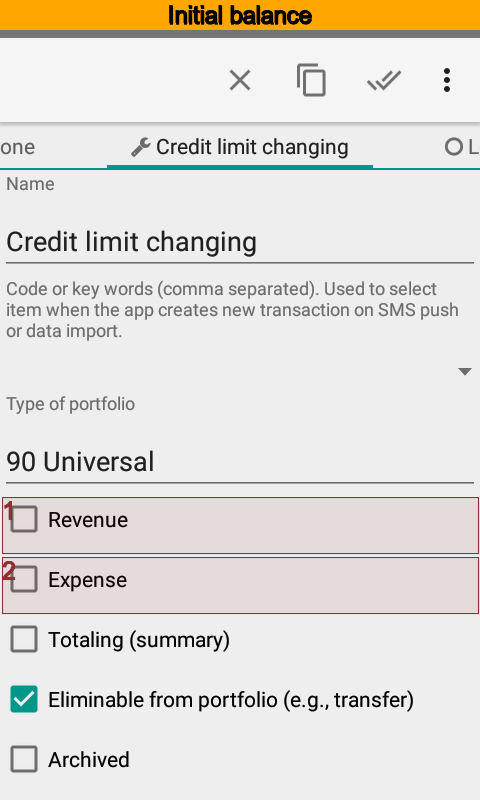 Initial balance
one
Credit limit changing
L
Name
Credit limit changing
Code or key words (comma separated). Used to select
item when the app creates new transaction on SMS push
or data import.
Type of portfolio
90 Universal
1
Revenue
2
Expense
Totaling (summary)
Eliminable from portfolio (e.g., transfer)
Archived